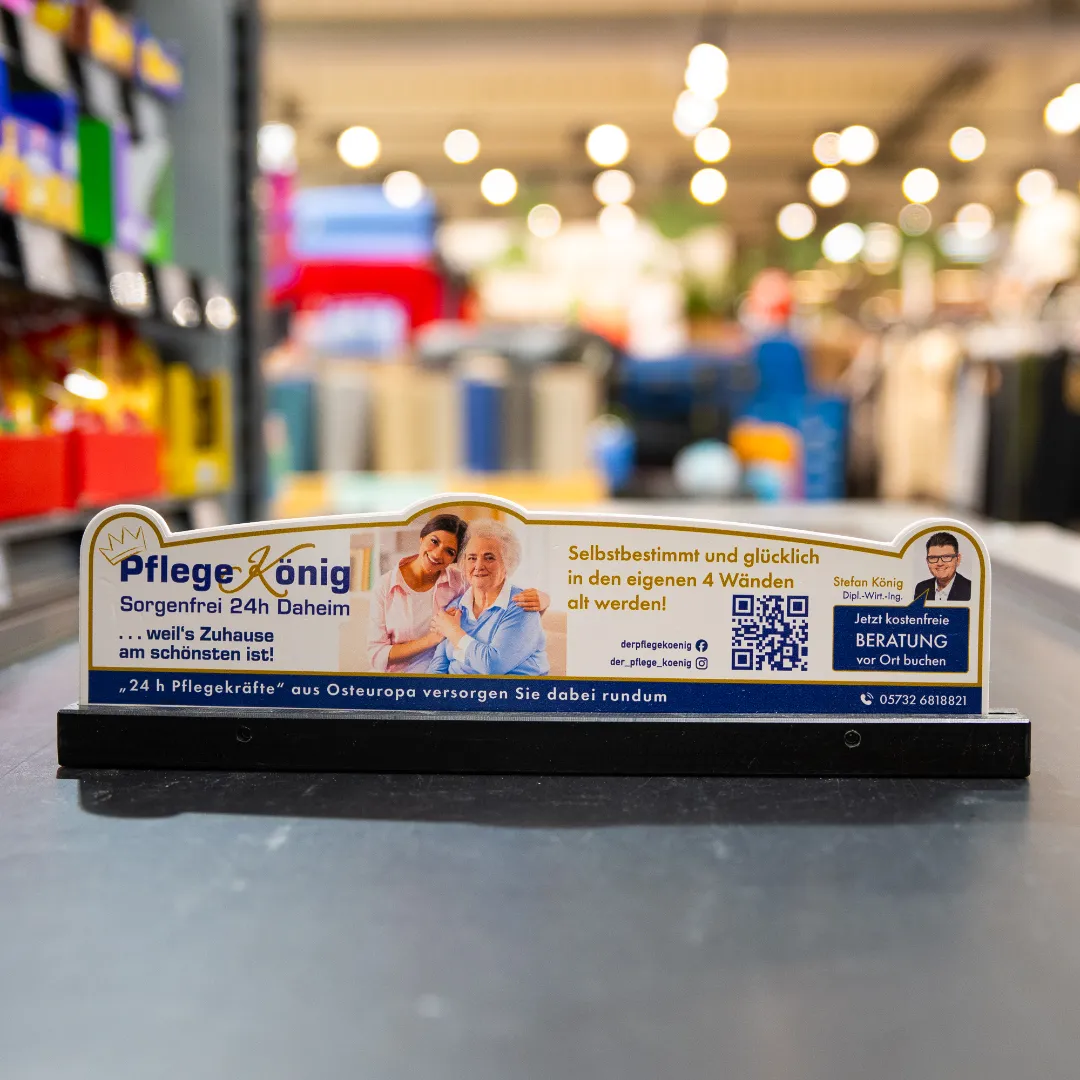 Pflege König
Sorgenfrei 24h Daheim
... weil's Zuhause
am schönsten ist!
Selbstbestimmt und glücklich
in den eigenen 4 Wänden
alt werden!
derpflegekoenig
der_pflege_koenig
Stefan König
Dipl.-Wirt.-Ing.
Jetzt kostenfreie
BERATUNG
vor Ort buchen
„24 h Pflegekräfte“ aus Osteuropa versorgen Sie dabei rundum
05732 6818821